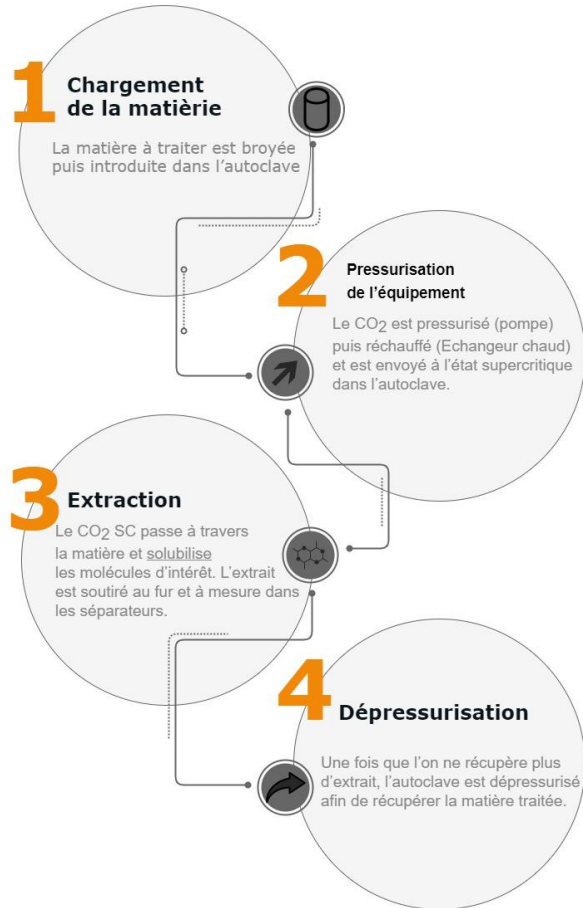 1
Chargement
de la matièrie
La matière à traiter est broyée
puis introduite dans l'autoclave
2
Pressurisation
de l'équipement
Le CO2 est pressurisé (pompe)
puis réchauffé (Echangeur chaud)
et est envoyé à l'état supercritique
dans l'autoclave.
3
Extraction
Le CO2 SC passe à travers
la matière et solubilise
les molécules d'intérêt. L'extrait
est soutiré au fur et à mesure dans
les séparateurs.
4
Dépressurisation
Une fois que l'on ne récupère plus
d'extrait, l'autoclave est dépressurisé
afin de récupérer la matière traitée.